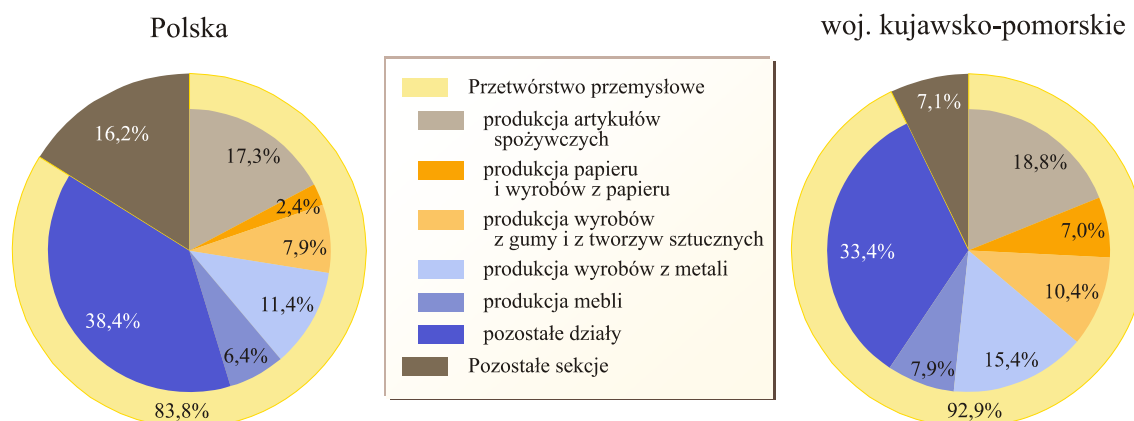 Polska
16,2%
17,3%
2,4%
7,9%
11,4%
6,4%
38,4%
83,8%
Przetwórstwo przemysłowe
produkcja artykułów
spożywczych
produkcja papieru
i wyrobów z papieru
produkcja wyrobów
z gumy i z tworzyw sztucznych
produkcja wyrobów z metali
produkcja mebli
pozostałe działy
Pozostałe sekcje
woj. kujawsko-pomorskie
7,1%
18,8%
7,0%
10,4%
15,4%
7,9%
33,4%
92,9%